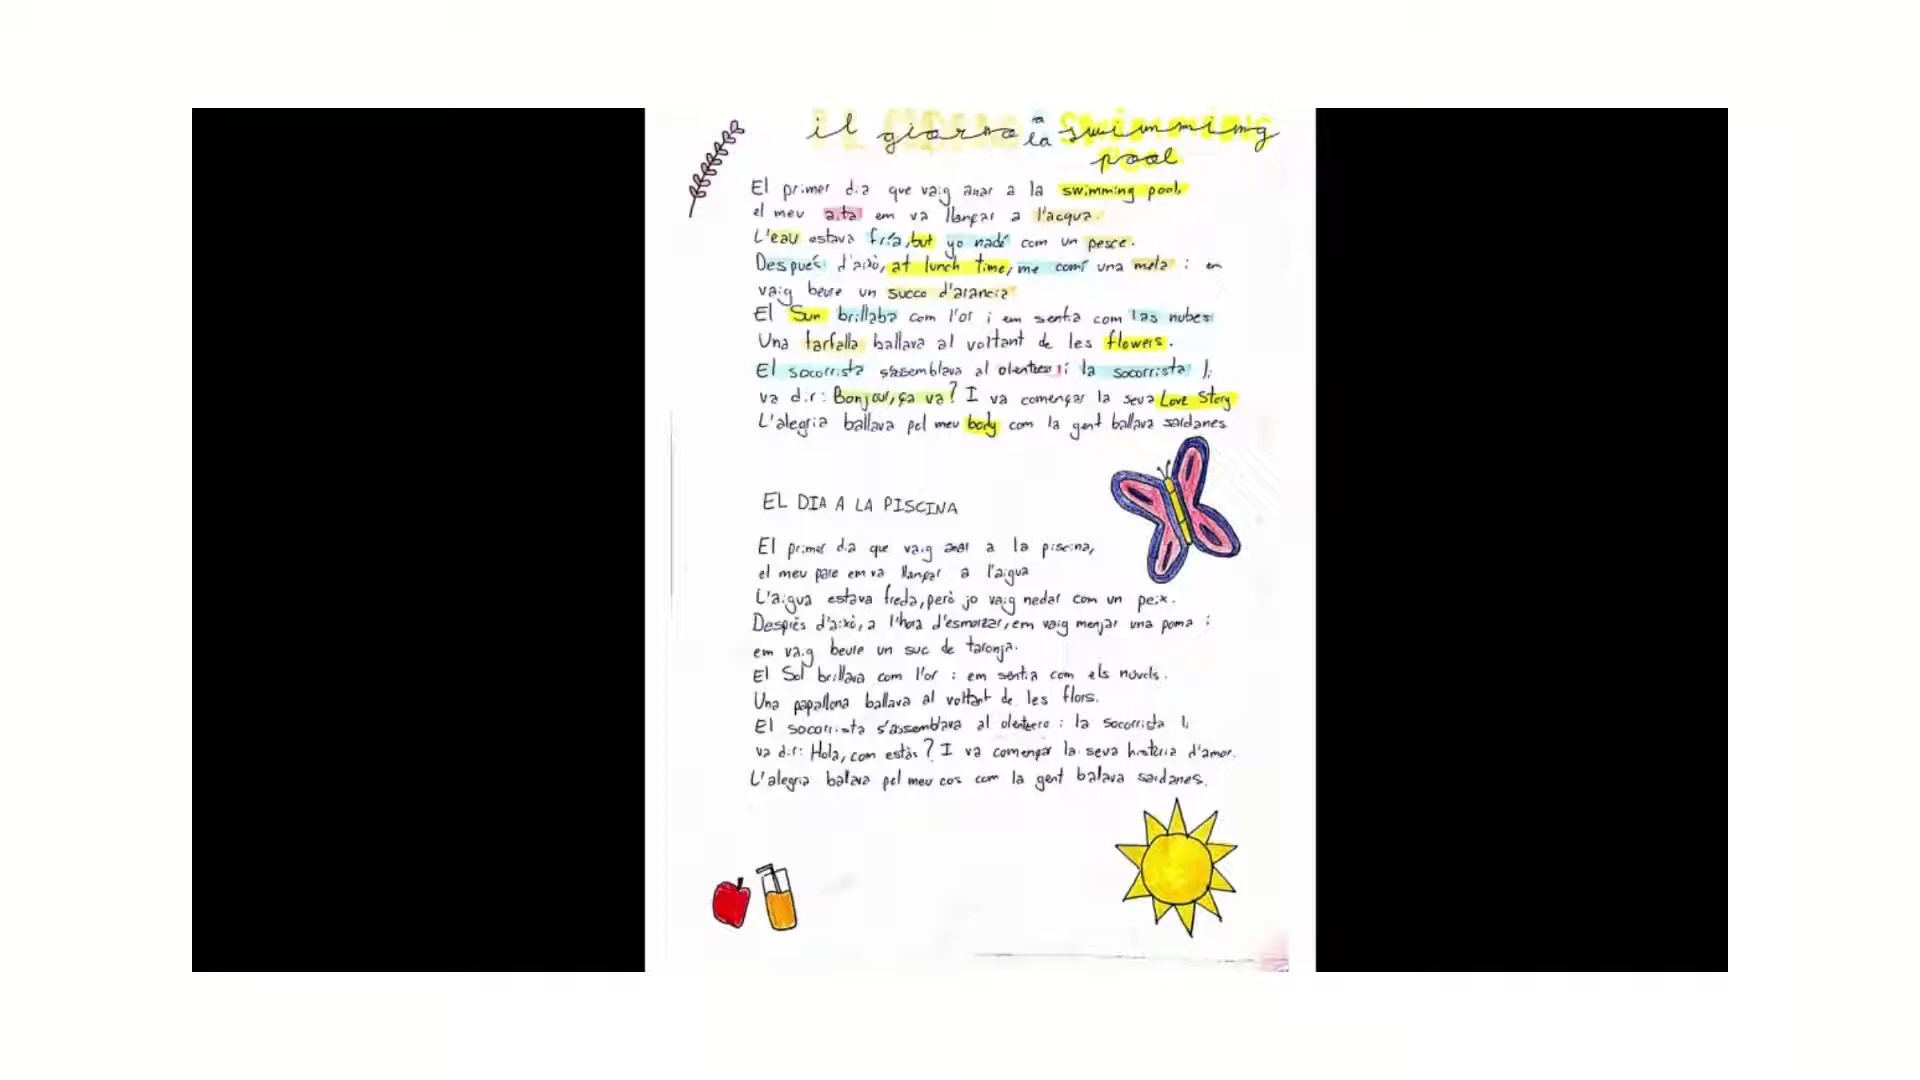 il giorno a la swimming
pool
El primer dia que vaig anar a la swimming pool,
el meu aita em va llançar a l'acqua.
L'eau estava fría, but yo nadé com un pesce.
Después d'això, at lunch time, me comí una mela i em
vaig beure un succo d'arancia
El Sun brillaba com l'or i em sentia com las nubes
Una farfalla ballava al voltant de les flowers.
El socorrista s'assemblava al olentzero i la socorrista li
va dir: Bonjour, ça va? I va començar la seva Love Story
L'alegria ballava pel meu body com la gent ballava sardanes
EL DIA A LA PISCINA
El primer dia que vaig anar a la piscina,
el meu pare em va llançar a l'aigua
L'aigua estava freda, però jo vaig nedar com un peix.
Després d'això, a l'hora d'esmorzar, em vaig menjar una poma i
em vaig beure un suc de taronja.
El Sol brillava com l'or i em sentia com els núvols.
Una papallona ballava al voltant de les flors.
El socorrista s'assemblava al olentzero i la socorrista li
va dir: Hola, com estàs? I va començar la seva història d'amor.
L'alegria balava pel meu cos com la gent balava sardanes.